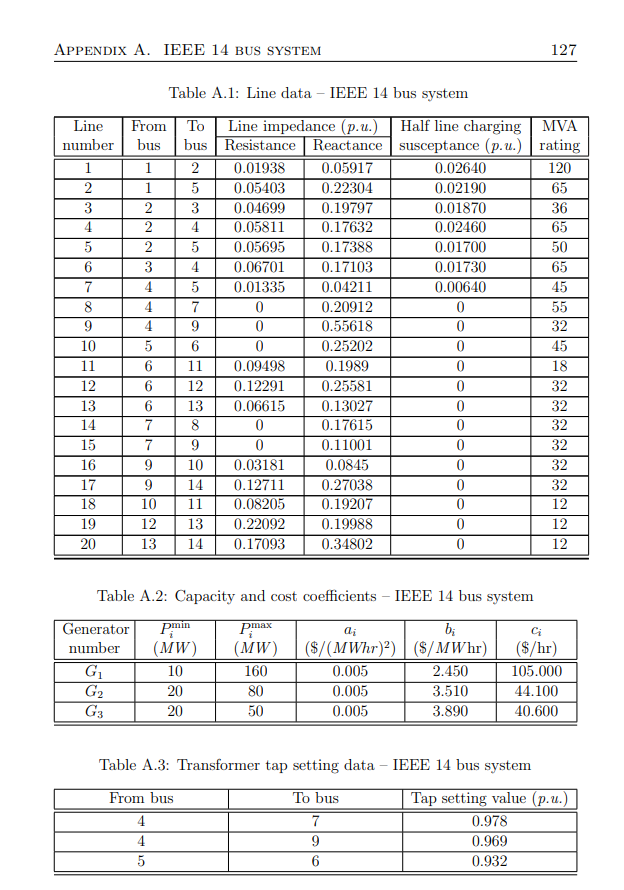 APPENDIX A. IEEE 14 BUS SYSTEM 127
Table A.1: Line data – IEEE 14 bus system
Line From To Line impedance (p.u.) Half line charging MVA
number bus bus Resistance Reactance susceptance (p.u.) rating
1 1 2 0.01938 0.05917 0.02640 120
2 1 5 0.05403 0.22304 0.02190 65
3 2 3 0.04699 0.19797 0.01870 36
4 2 4 0.05811 0.17632 0.02460 65
5 2 5 0.05695 0.17388 0.01700 50
6 3 4 0.06701 0.17103 0.01730 65
7 4 5 0.01335 0.04211 0.00640 45
8 4 7 0 0.20912 0 55
9 4 9 0 0.55618 0 32
10 5 6 0 0.25202 0 45
11 6 11 0.09498 0.1989 0 18
12 6 12 0.12291 0.25581 0 32
13 6 13 0.06615 0.13027 0 32
14 7 8 0 0.17615 0 32
15 7 9 0 0.11001 0 32
16 9 10 0.03181 0.0845 0 32
17 9 14 0.12711 0.27038 0 32
18 10 11 0.08205 0.19207 0 12
19 12 13 0.22092 0.19988 0 12
20 13 14 0.17093 0.34802 0 12
Table A.2: Capacity and cost coefficients – IEEE 14 bus system
Generator P_i^min P_i^max a_i b_i c_i
number (MW) (MW) ($/(MWhr)²) ($/MWhr) ($/hr)
G₁ 10 160 0.005 2.450 105.000
G₂ 20 80 0.005 3.510 44.100
G₃ 20 50 0.005 3.890 40.600
Table A.3: Transformer tap setting data – IEEE 14 bus system
From bus To bus Tap setting value (p.u.)
4 7 0.978
4 9 0.969
5 6 0.932